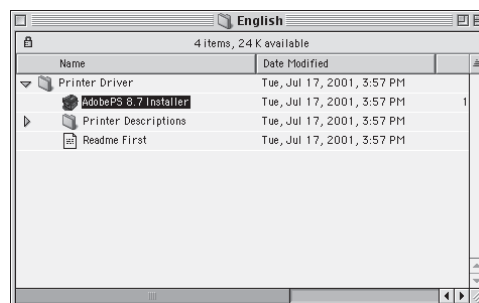 English
4 items, 24 K available
Name Date Modified
Printer Driver Tue, Jul 17, 2001, 3:57 PM
AdobePS 8.7 Installer Tue, Jul 17, 2001, 3:57 PM 1
Printer Descriptions Tue, Jul 17, 2001, 3:57 PM
Readme First Tue, Jul 17, 2001, 3:57 PM